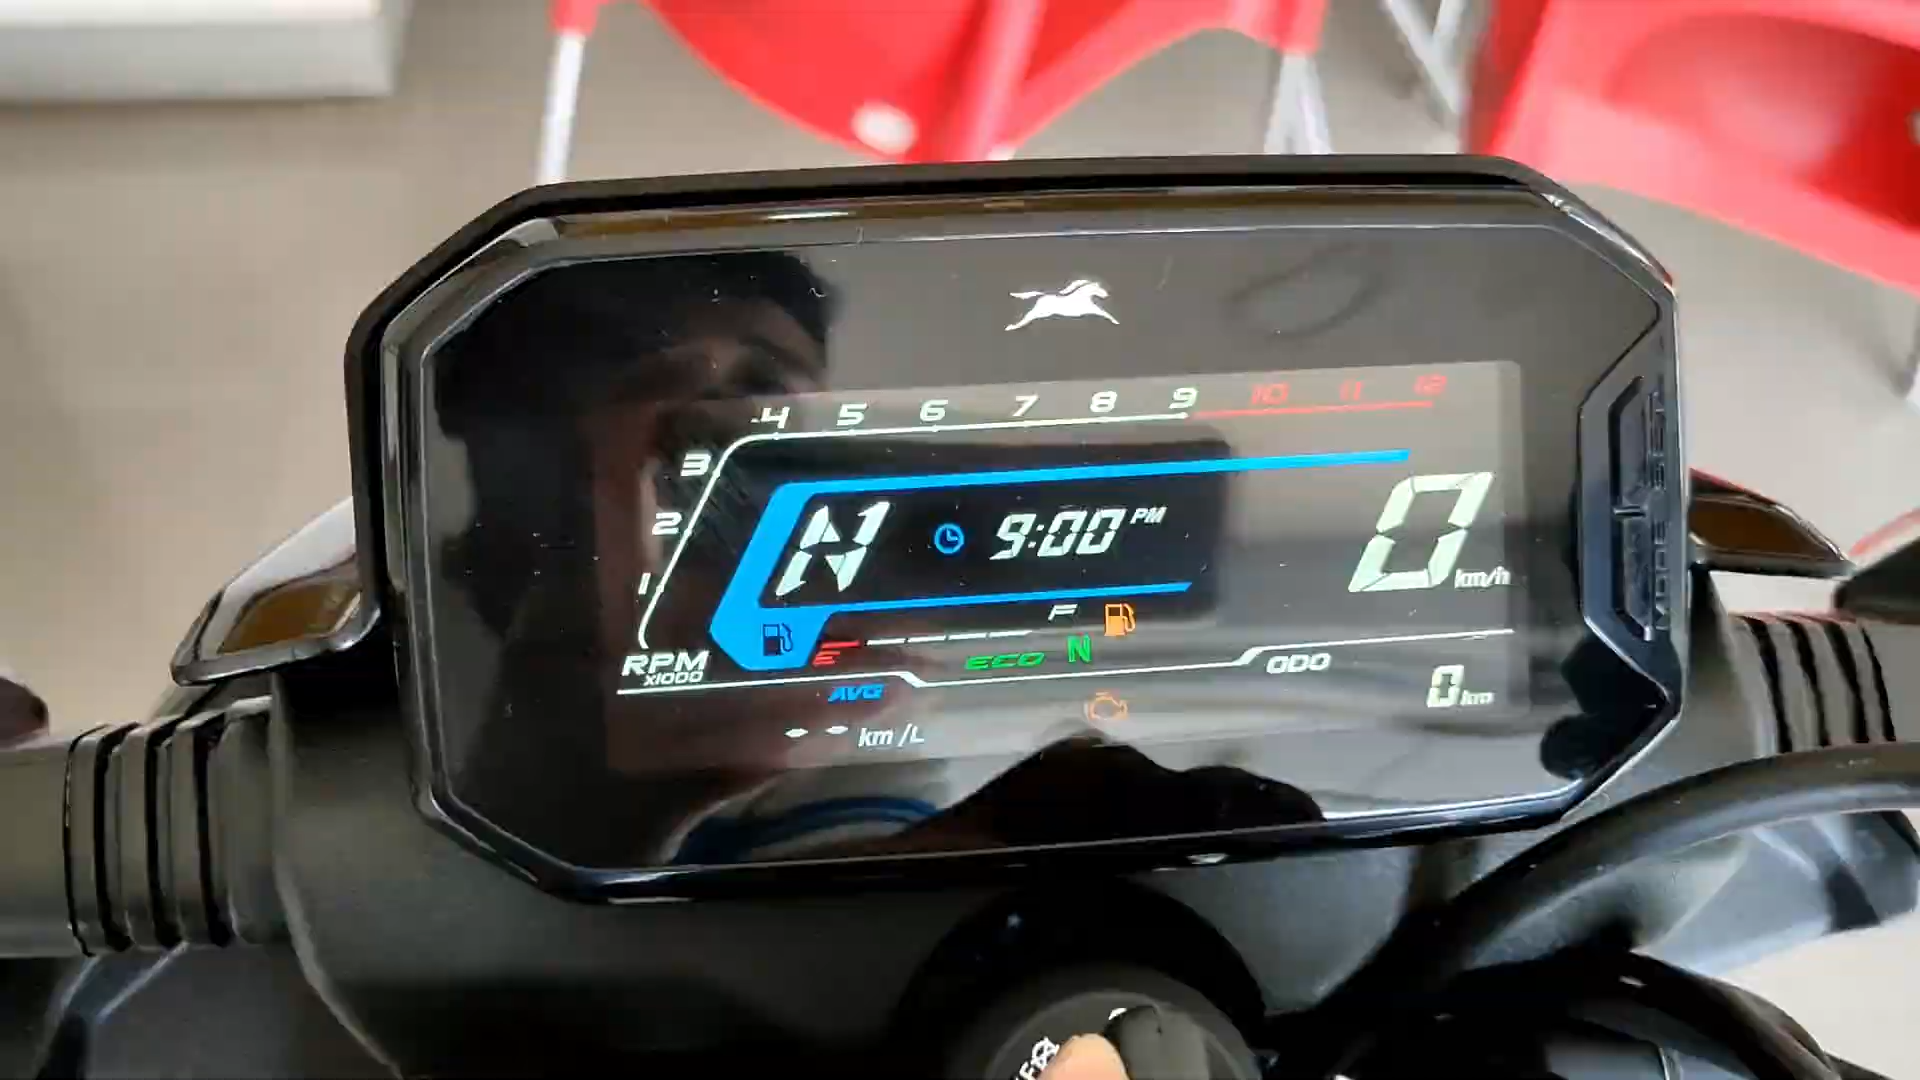 4 5 6 7 8 9 10 11 12
3
2
1
N 9:00 PM
0 km/h
F
E
ECO N
RPM
X1000
ODO
AVG
0 km
- - km/L
MODE SET